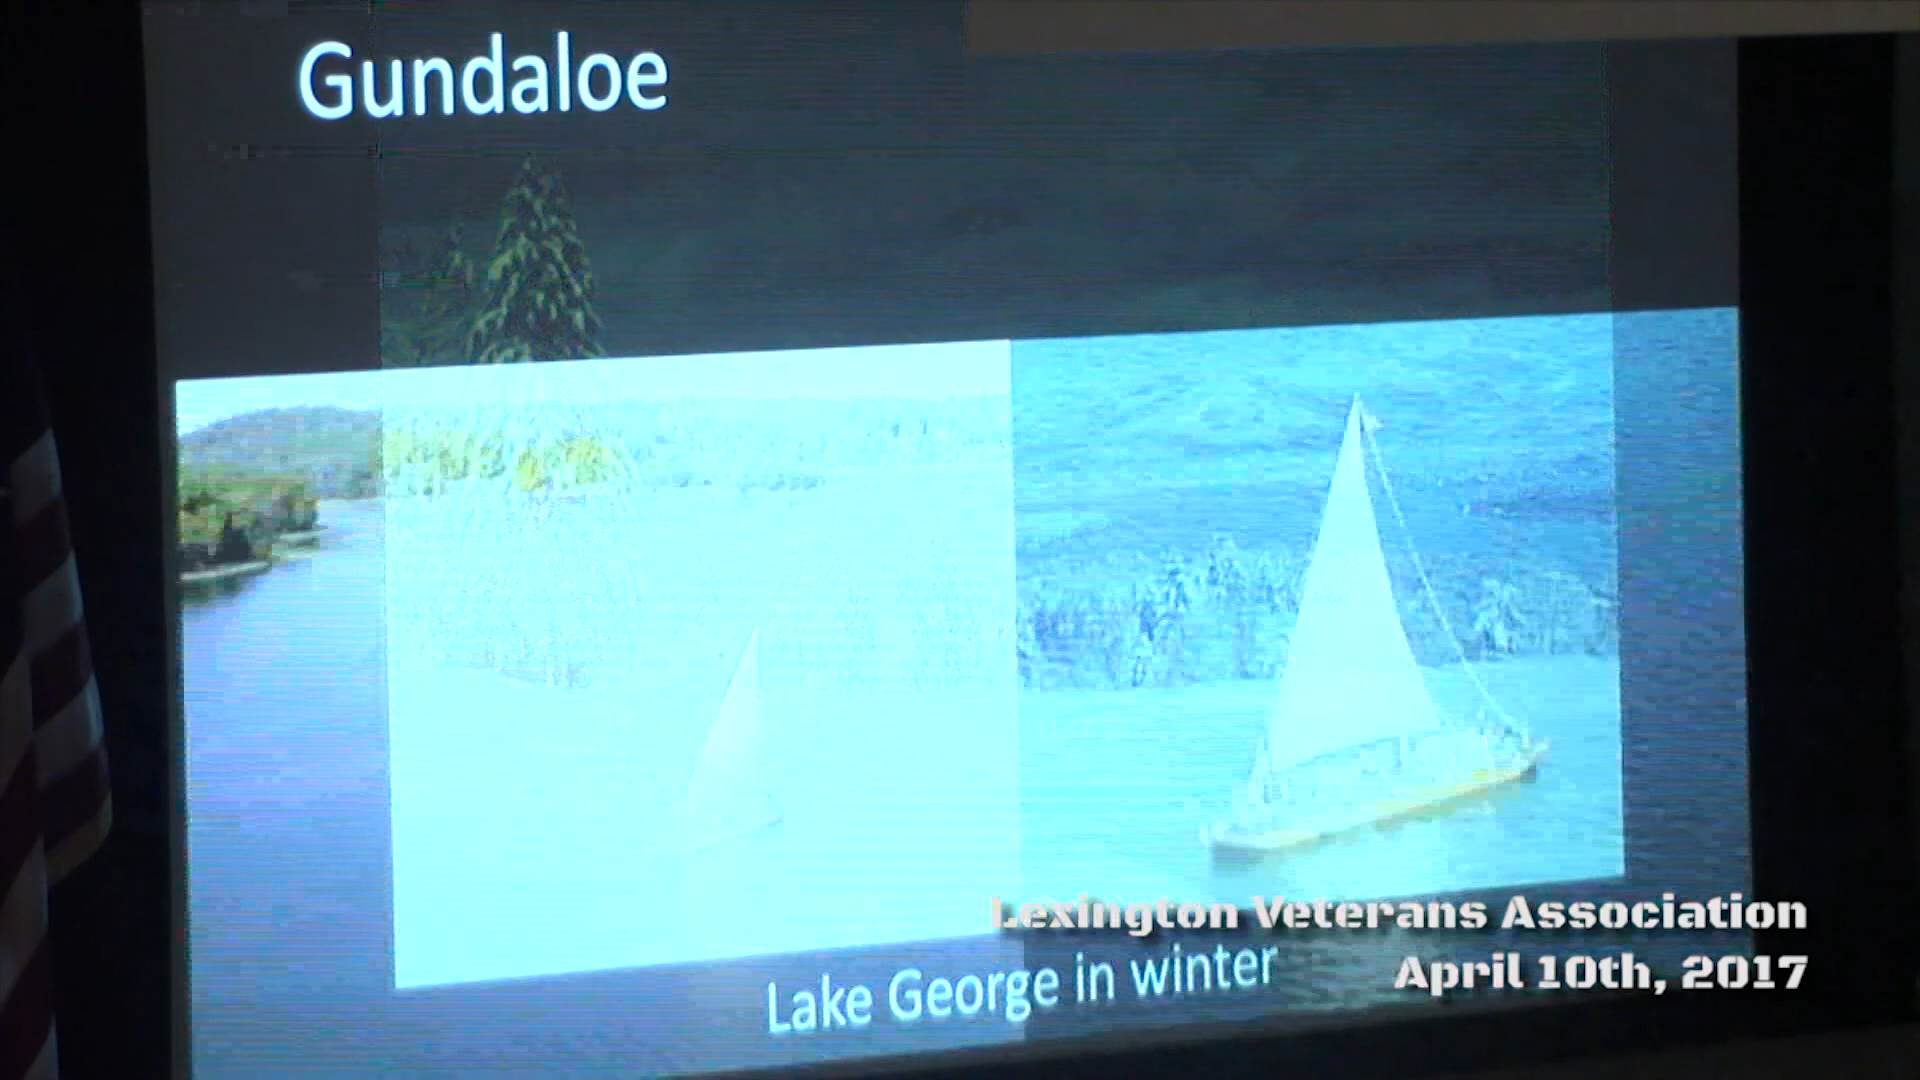 Gundaloe
Lexington Veterans Association
Lake George in winter
April 10th, 2017